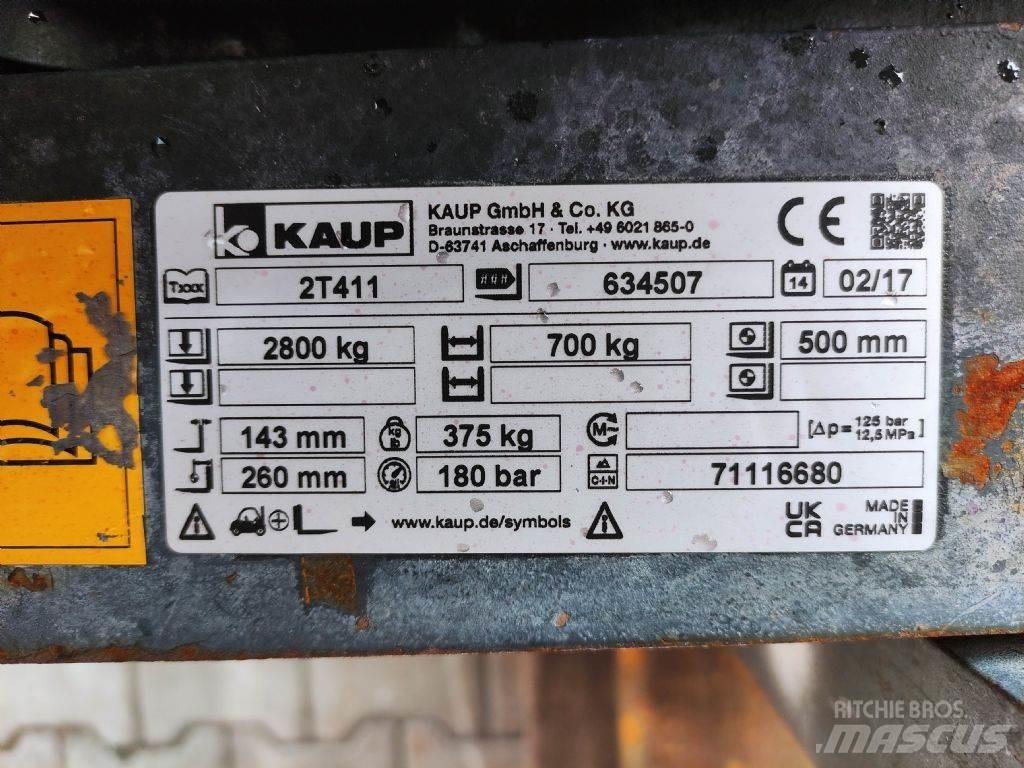 KAUP
KAUP GmbH & Co. KG
Braunstrasse 17 · Tel. +49 6021 865-0
D-63741 Aschaffenburg · www.kaup.de
CE
Txxx 2T411 ### 634507 14 02/17
2800 kg 700 kg 500 mm
143 mm kg lb. 375 kg M~ [Δp= 125 bar 12,5 MPa]
260 mm 180 bar C-I-N 71116680
www.kaup.de/symbols UK CA MADE IN GERMANY
RITCHIE BROS.
MASCUS